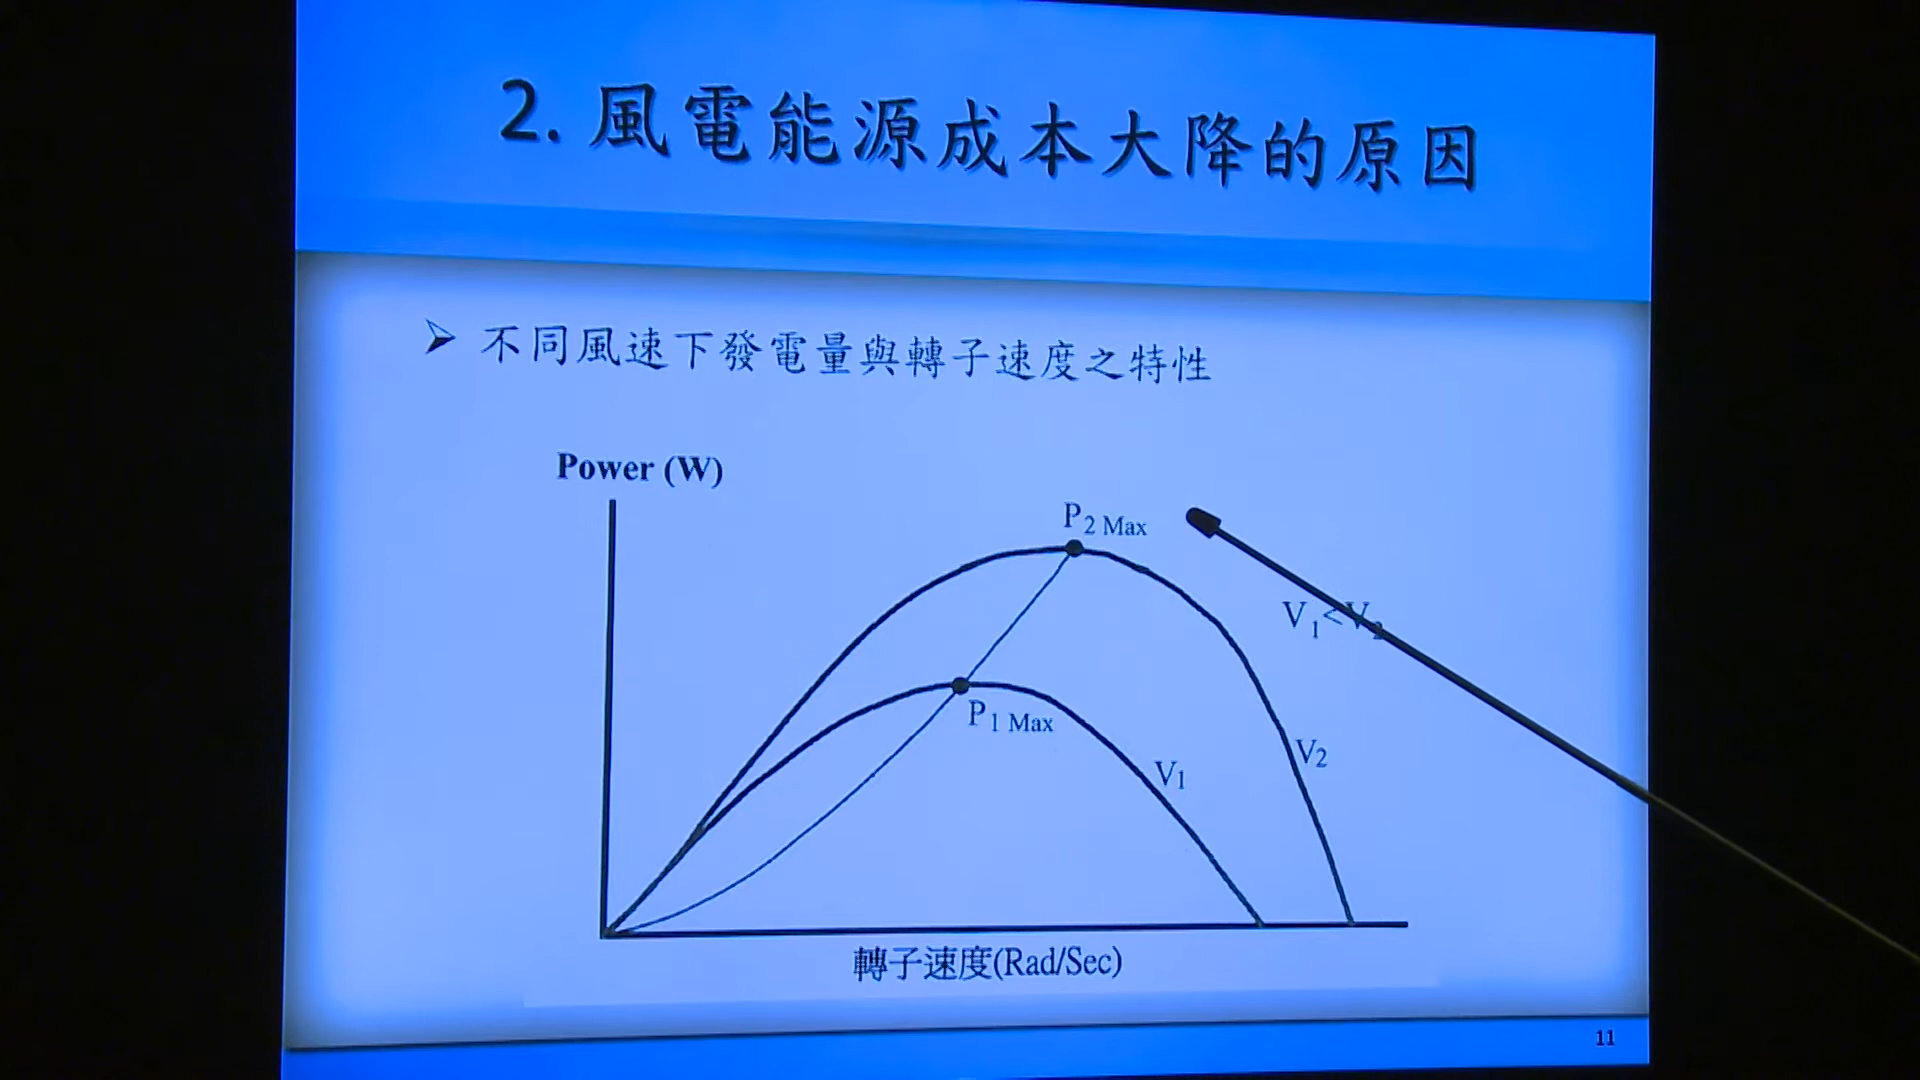 2. 風電能源成本大降的原因
➢ 不同風速下發電量與轉子速度之特性
Power (W)
P2 Max
V1<V2
P1 Max
V2
V1
轉子速度(Rad/Sec)
11